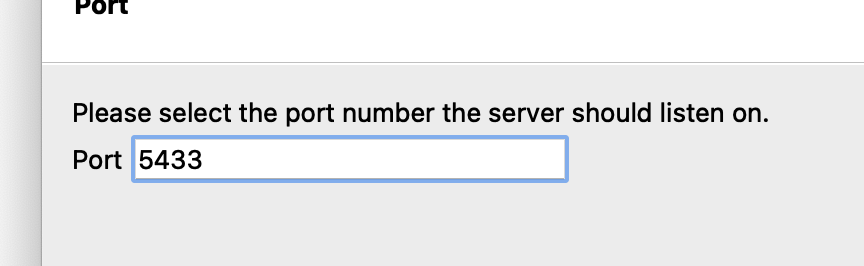 Port
Please select the port number the server should listen on.
Port 5433